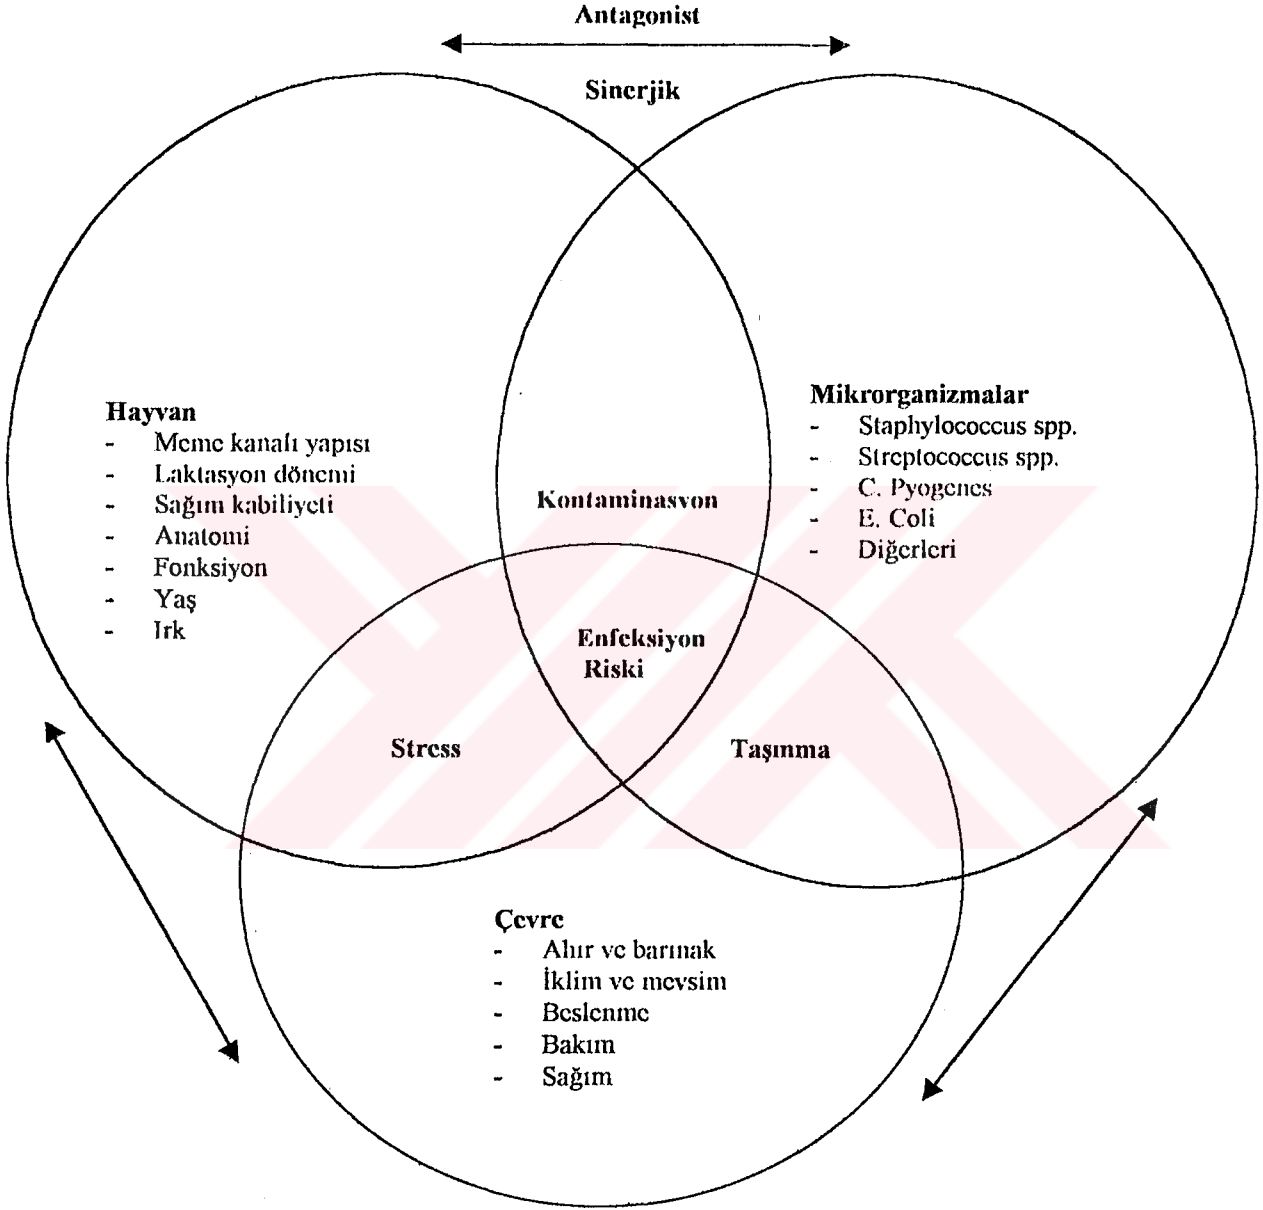 Antagonist
Sinerjik
Hayvan
- Meme kanalı yapısı
- Laktasyon dönemi
- Sağım kabiliyeti
- Anatomi
- Fonksiyon
- Yaş
- Irk
Mikrorganizmalar
- Staphylococcus spp.
- Streptococcus spp.
- C. Pyogenes
- E. Coli
- Diğerleri
Kontaminasyon
Enfeksiyon
Riski
Stress
Taşınma
Çevre
- Ahır ve barınak
- İklim ve mevsim
- Beslenme
- Bakım
- Sağım